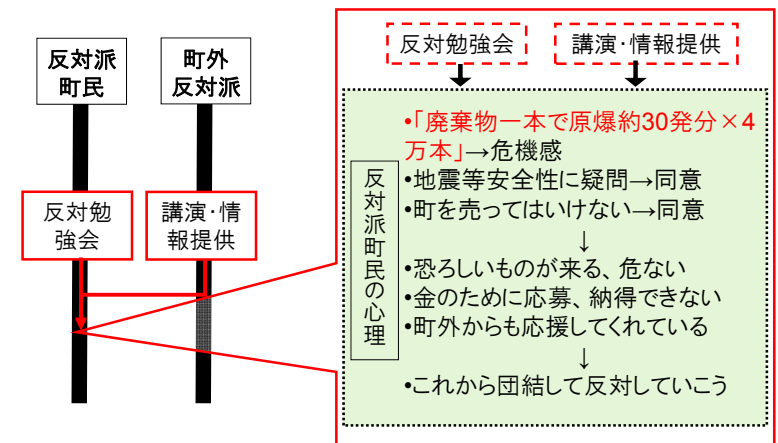 反対派
町民
町外
反対派
反対勉
強会
講演･情
報提供
反対勉強会
講演･情報提供
反対派町民の心理
•「廃棄物一本で原爆約30発分×4
万本」→危機感
•地震等安全性に疑問→同意
•町を売ってはいけない→同意
↓
•恐ろしいものが来る、危ない
•金のために応募、納得できない
•町外からも応援してくれている
↓
•これから団結して反対していこう